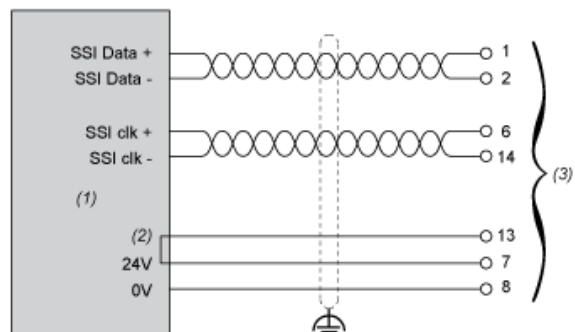 SSI Data + 1
SSI Data - 2
SSI clk + 6
SSI clk - 14
(1) (3)
(2) 13
24V 7
0V 8